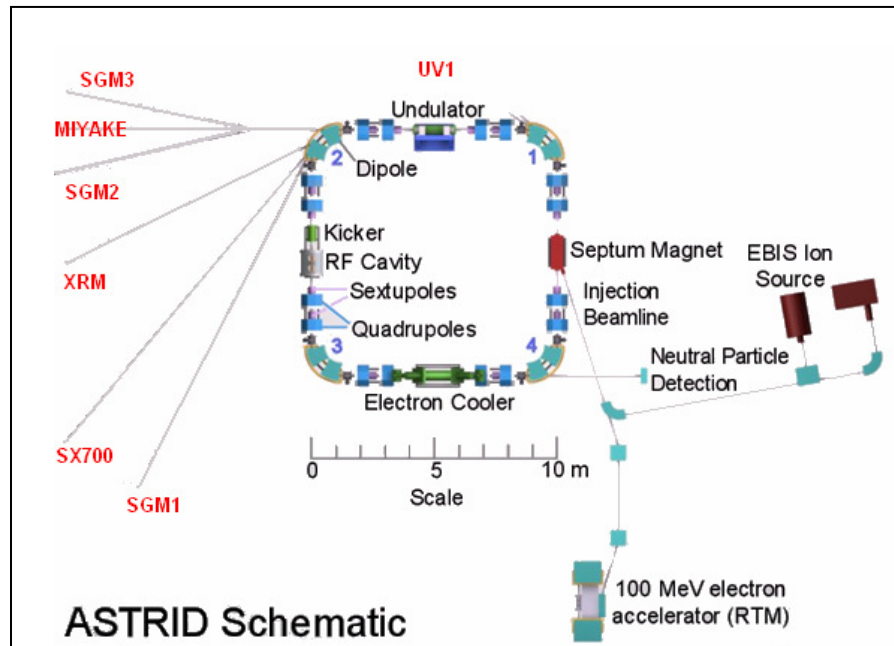 UV1
SGM3
Undulator
MIYAKE
2
1
Dipole
SGM2
Kicker
Septum Magnet
EBIS Ion
Source
RF Cavity
XRM
Injection
Beamline
Sextupoles
Quadrupoles
3
4
Neutral Particle
Detection
Electron Cooler
SX700
0 5 10 m
Scale
SGM1
100 MeV electron
accelerator (RTM)
ASTRID Schematic